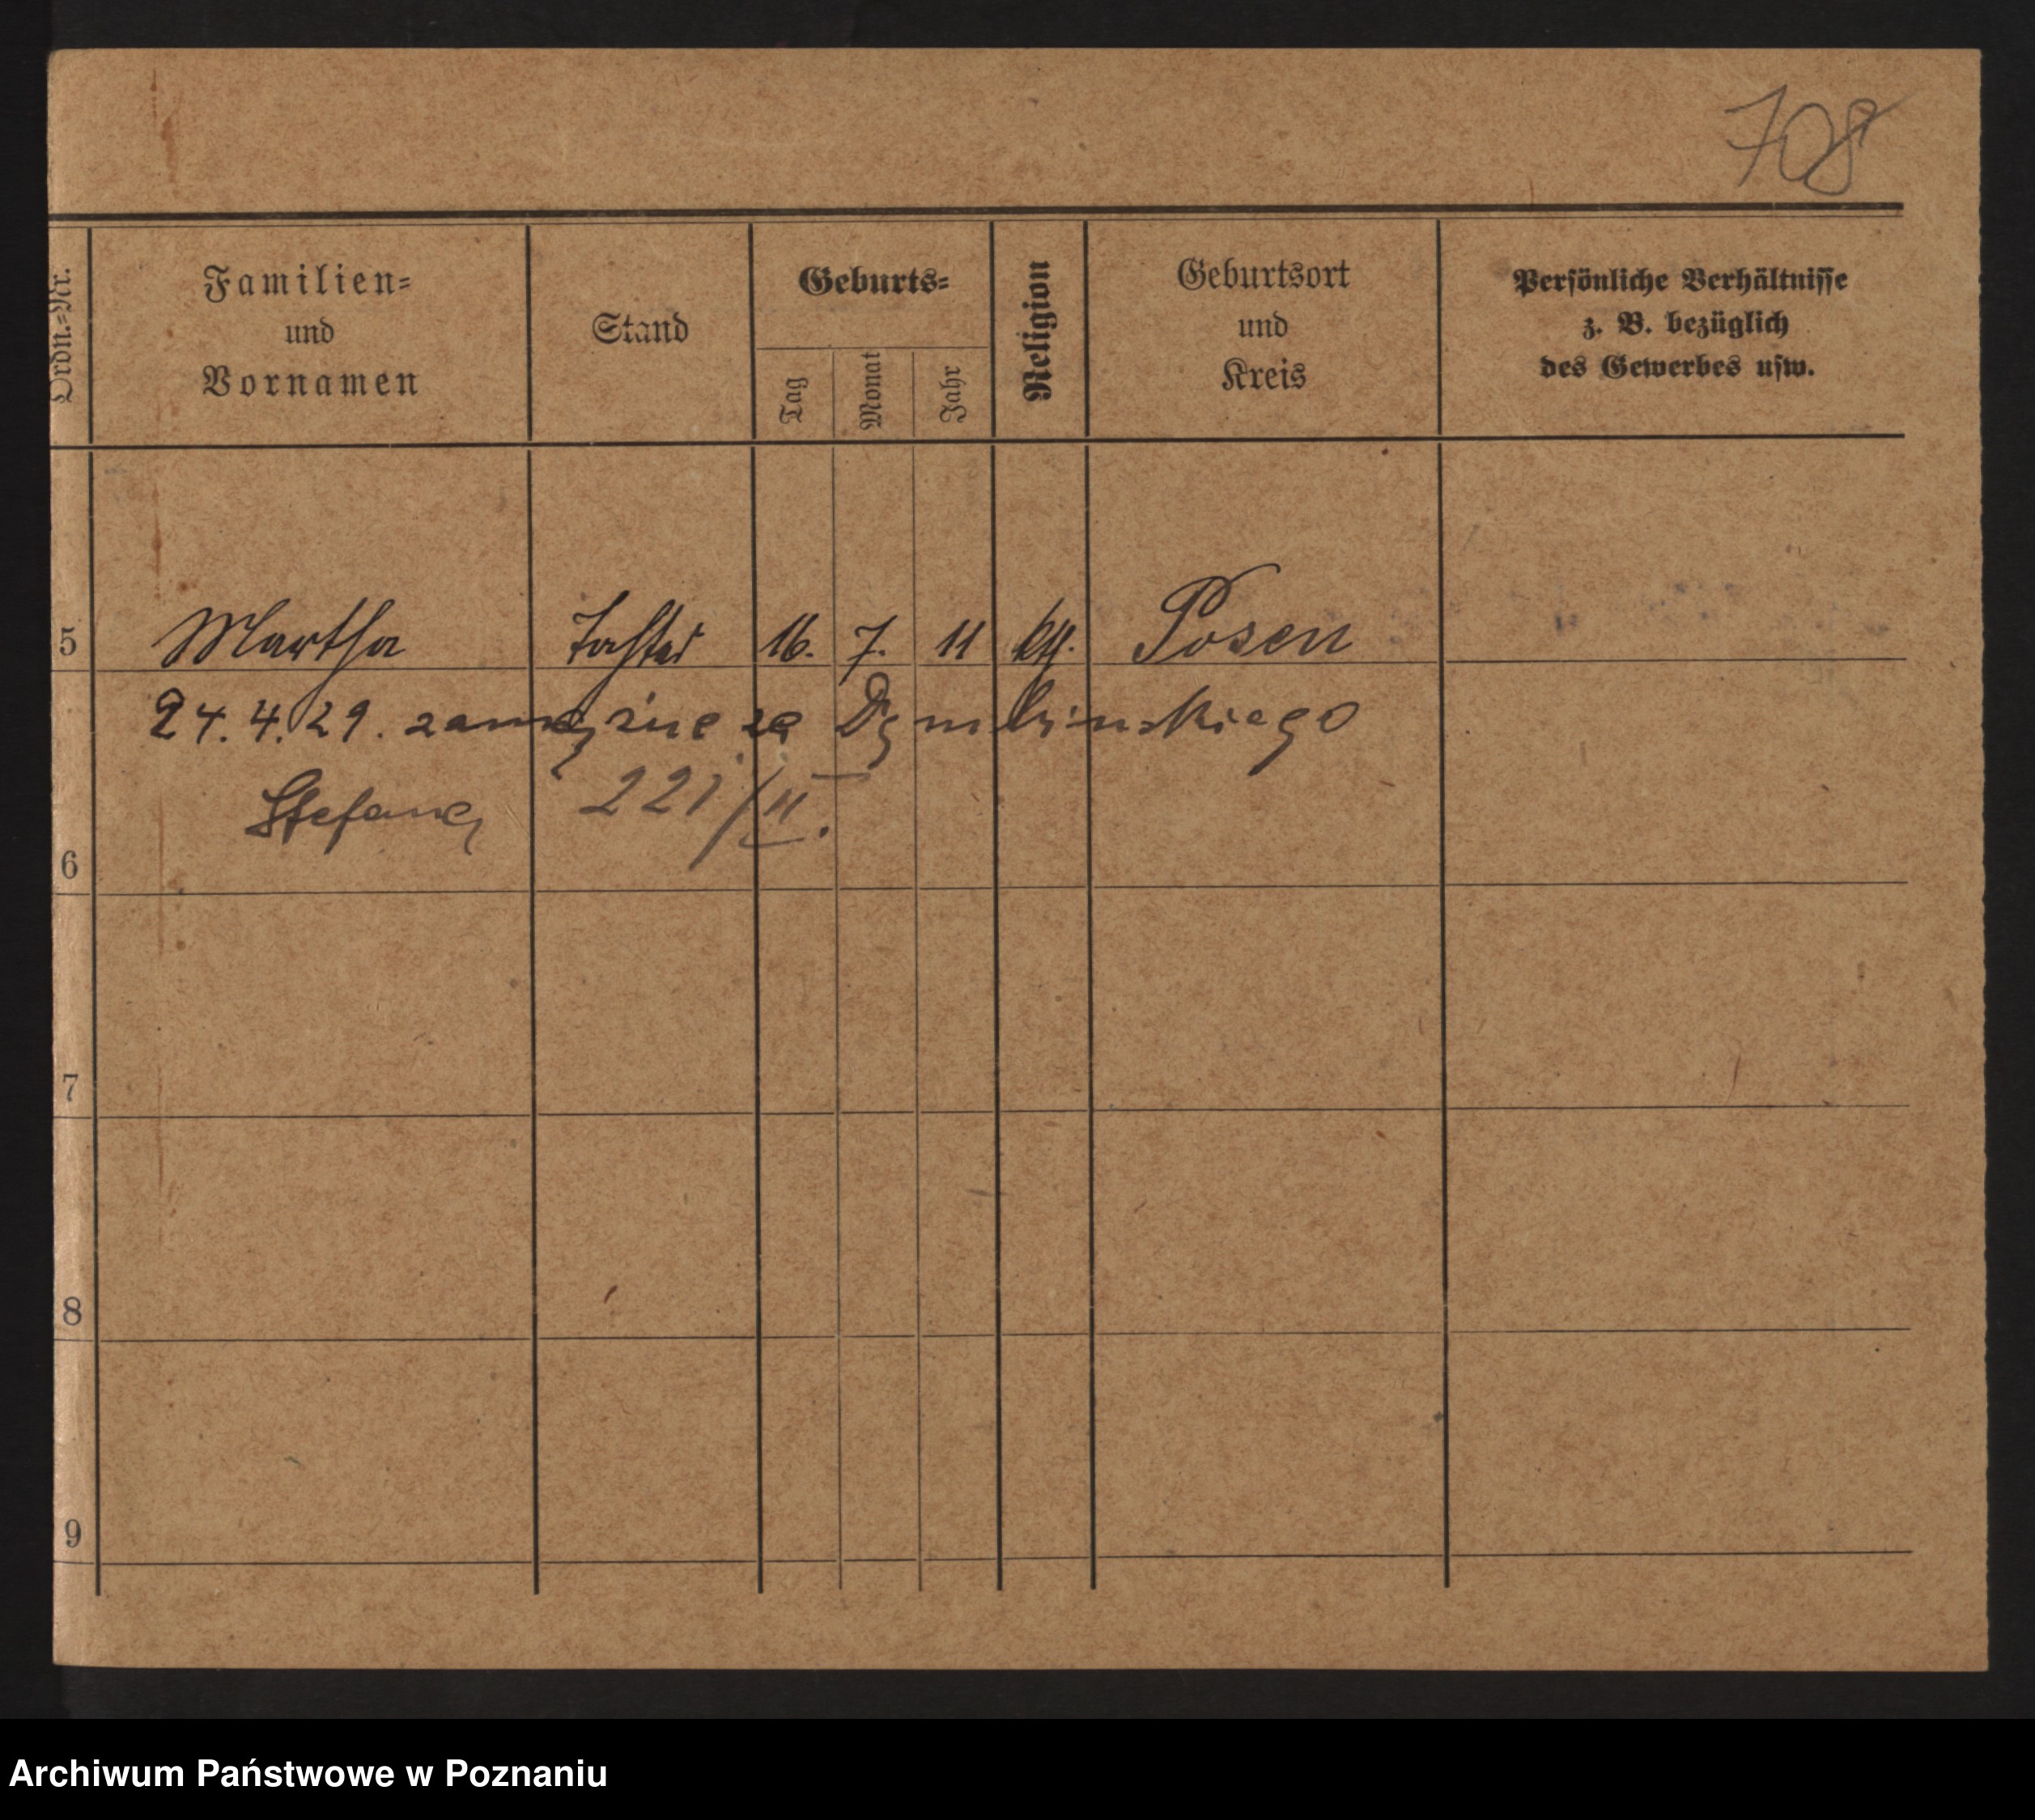 708
Ordn.=Nr.
Familien=
und
Vornamen
Stand
Geburts=
Tag
Monat
Jahr
Religion
Geburtsort
und
Kreis
Persönliche Verhältnisse
z. B. bezüglich
des Gewerbes usw.
5 Martha Tochter 16. 7. 11 kth. Posen
24.4.29. zamężna za Dymbinskiego
Stefana 221/II.
6
7
8
9
Archiwum Państwowe w Poznaniu